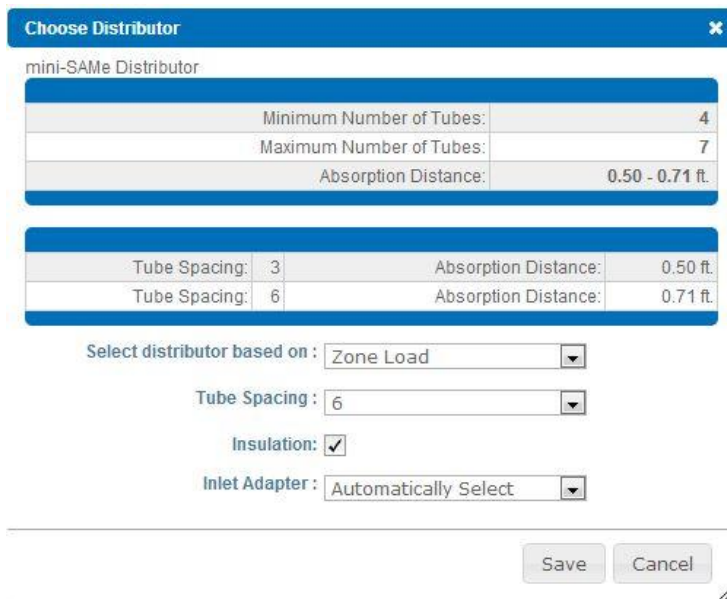 Choose Distributor
mini-SAMe Distributor
Minimum Number of Tubes: 4
Maximum Number of Tubes: 7
Absorption Distance: 0.50 - 0.71 ft.
Tube Spacing: 3 Absorption Distance: 0.50 ft.
Tube Spacing: 6 Absorption Distance: 0.71 ft.
Select distributor based on : Zone Load
Tube Spacing : 6
Insulation:
Inlet Adapter : Automatically Select
Save Cancel